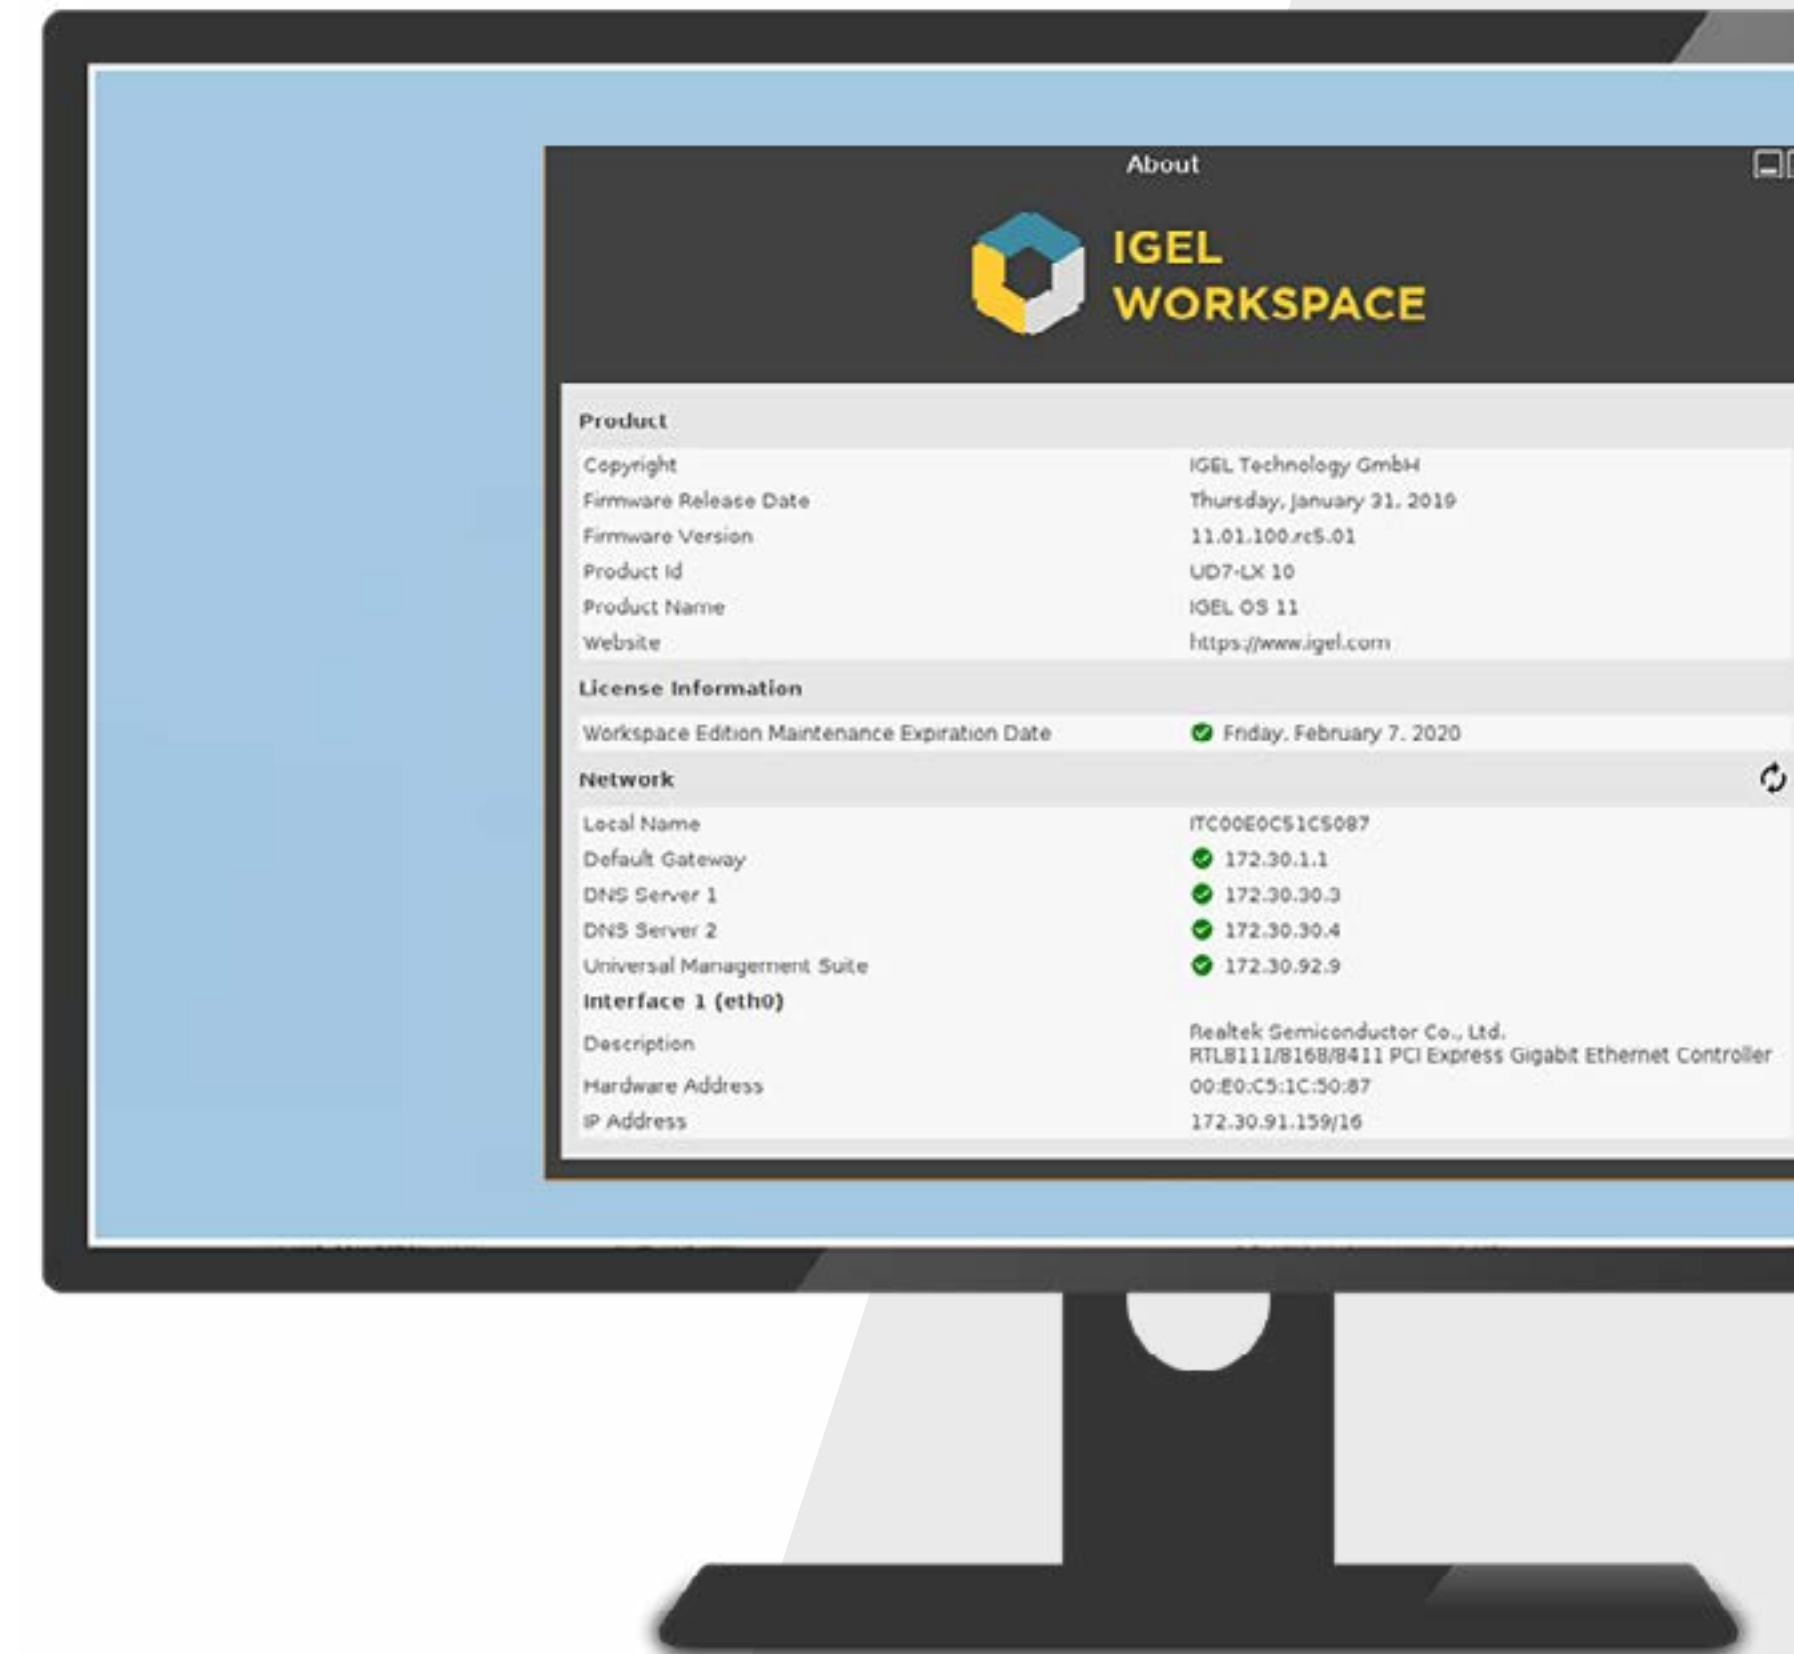 About
IGEL
WORKSPACE
Product
Copyright IGEL Technology GmbH
Firmware Release Date Thursday, January 31, 2019
Firmware Version 11.01.100.rc5.01
Product Id UD7-LX 10
Product Name IGEL OS 11
Website https://www.igel.com
License Information
Workspace Edition Maintenance Expiration Date Friday, February 7, 2020
Network
Local Name ITC00E0C51C5087
Default Gateway 172.30.1.1
DNS Server 1 172.30.30.3
DNS Server 2 172.30.30.4
Universal Management Suite 172.30.92.9
Interface 1 (eth0)
Description Realtek Semiconductor Co., Ltd.
RTL8111/8168/8411 PCI Express Gigabit Ethernet Controller
Hardware Address 00:E0:C5:1C:50:87
IP Address 172.30.91.159/16